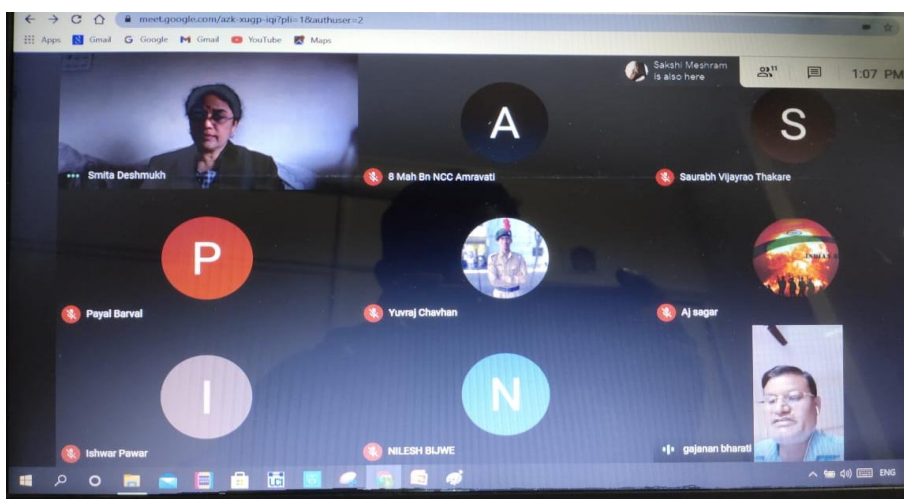 meet.google.com/azk-xugp-iqi?pli=1&authuser=2
Apps Gmail Google Gmail YouTube Maps
Sakshi Meshram
is also here
11
1:07 PM
A
S
Smita Deshmukh
8 Mah Bn NCC Amravati
Saurabh Vijayrao Thakare
P
INDIAN
Payal Barval
Yuvraj Chavhan
Aj sagar
I
N
Ishwar Pawar
NILESH BIJWE
gajanan bharati
ENG